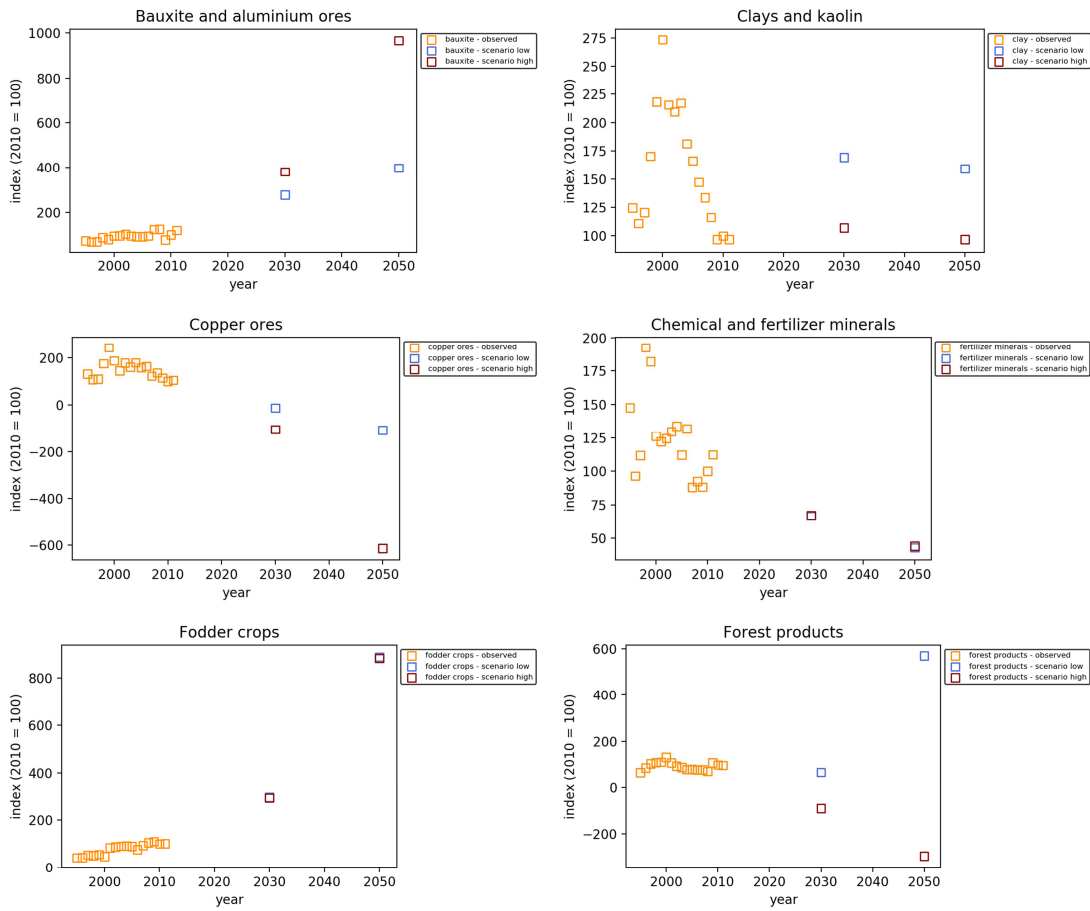 Bauxite and aluminium ores
index (2010 = 100)
1000
800
600
400
200
2000 2010 2020 2030 2040 2050
year
bauxite - observed
bauxite - scenario low
bauxite - scenario high
Clays and kaolin
index (2010 = 100)
275
250
225
200
175
150
125
100
2000 2010 2020 2030 2040 2050
year
clay - observed
clay - scenario low
clay - scenario high
Copper ores
index (2010 = 100)
200
0
−200
−400
−600
2000 2010 2020 2030 2040 2050
year
copper ores - observed
copper ores - scenario low
copper ores - scenario high
Chemical and fertilizer minerals
index (2010 = 100)
200
175
150
125
100
75
50
2000 2010 2020 2030 2040 2050
year
fertilizer minerals - observed
fertilizer minerals - scenario low
fertilizer minerals - scenario high
Fodder crops
index (2010 = 100)
800
600
400
200
0
2000 2010 2020 2030 2040 2050
year
fodder crops - observed
fodder crops - scenario low
fodder crops - scenario high
Forest products
index (2010 = 100)
600
400
200
0
−200
2000 2010 2020 2030 2040 2050
year
forest products - observed
forest products - scenario low
forest products - scenario high